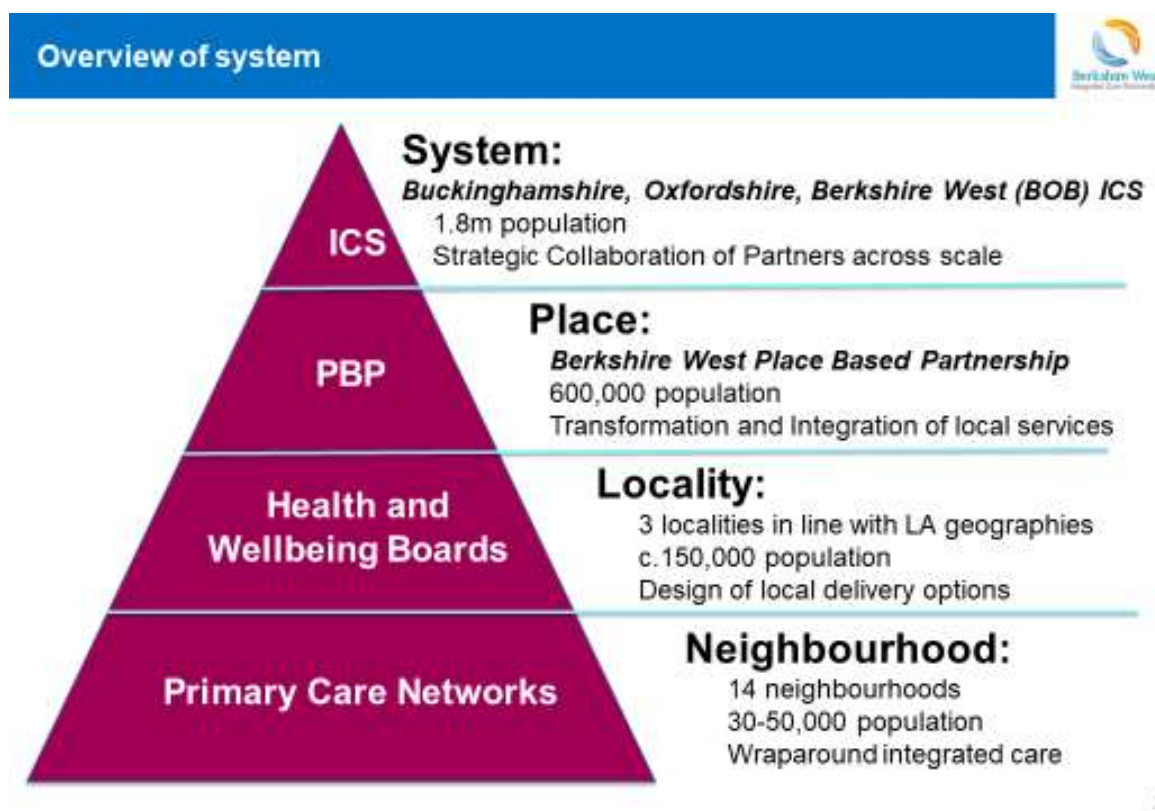 Overview of system
Berkshire West
System:
Buckinghamshire, Oxfordshire, Berkshire West (BOB) ICS
1.8m population
Strategic Collaboration of Partners across scale
ICS
Place:
Berkshire West Place Based Partnership
600,000 population
Transformation and Integration of local services
PBP
Locality:
3 localities in line with LA geographies
c.150,000 population
Design of local delivery options
Health and
Wellbeing Boards
Neighbourhood:
14 neighbourhoods
30-50,000 population
Wraparound integrated care
Primary Care Networks